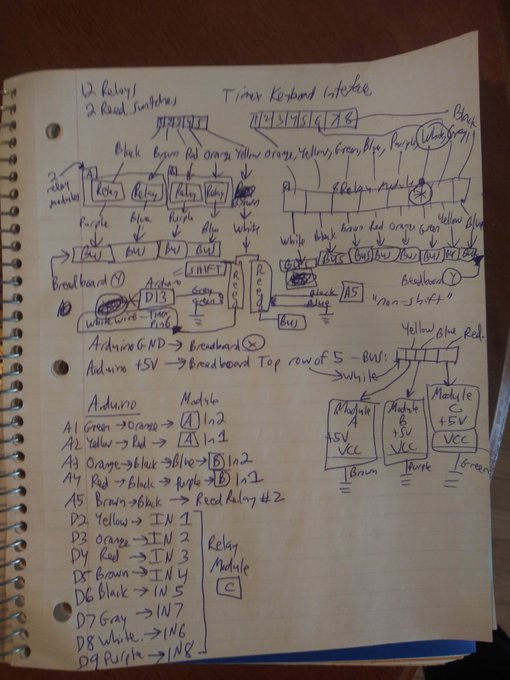 12 Relays
2 Reed Switches
Timex Keyboard Interface
1 2 3 4 5
1 2 3 4 5 6 7 8
Black
Black Brown Red Orange Yellow Orange, Yellow, Green, Blue, Purple, White, Gray,
2 relay modules
A
Relay Relay Relay Relay
Brown
8 Relay Module
Purple Blue Purple Blue White
White Black Brown Red Orange Green Yellow Blue
BUS BUS BUS BUS
BUS BUS BUS BUS BUS BUS BUS
Breadboard Y
SHIFT
Reed
Reed
Breadboard Y
Arduino
D13
Gray
Green
Black
Blue
A5
"non-shift"
White wire - Timex Pin 6
BUS
Arduino GND → Breadboard X
Yellow Blue Red
Arduino +5V → Breadboard Top row of 5 - Bus:
White
Arduino Module
Module A +5V VCC
Module B +5V VCC
Module C +5V VCC
Brown Purple Green
A1 Green → Orange → A In2
A2 Yellow → Red → A In1
A3 Orange → Black → Blue → B In2
A4 Red → Black → Purple → B In1
A5 Brown → Black → Reed Relay #2
D2 Yellow → IN 1
D3 Orange → IN 2
D4 Red → IN 3
D5 Brown → IN 4
D6 Black → IN 5
D7 Gray → IN7
D8 White → IN6
D9 Purple → IN8
Relay Module C